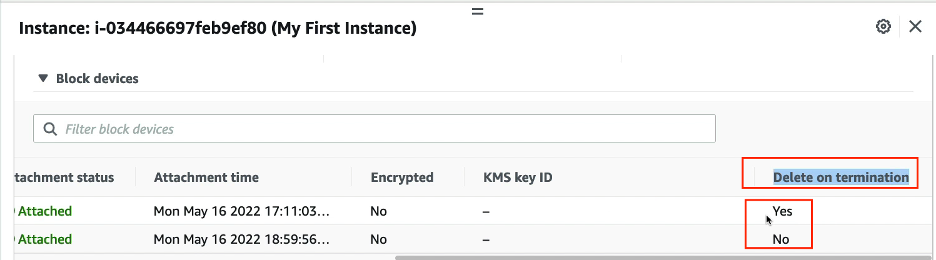 Instance: i-034466697feb9ef80 (My First Instance)
Block devices
Filter block devices
tachment status Attachment time Encrypted KMS key ID Delete on termination
Attached Mon May 16 2022 17:11:03... No – Yes
Attached Mon May 16 2022 18:59:56... No – No